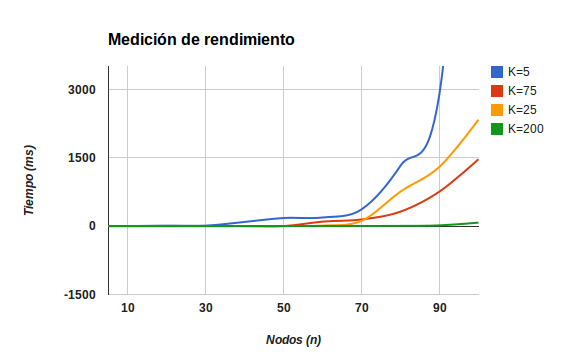 Medición de rendimiento
K=5
K=75
K=25
K=200
Tiempo (ms)
3000
1500
0
-1500
10 30 50 70 90
Nodos (n)